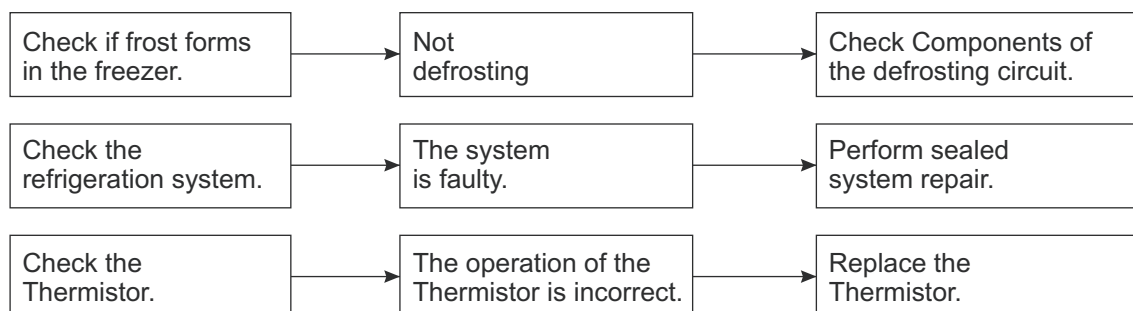 Check if frost forms
in the freezer.
Not
defrosting
Check Components of
the defrosting circuit.
Check the
refrigeration system.
The system
is faulty.
Perform sealed
system repair.
Check the
Thermistor.
The operation of the
Thermistor is incorrect.
Replace the
Thermistor.